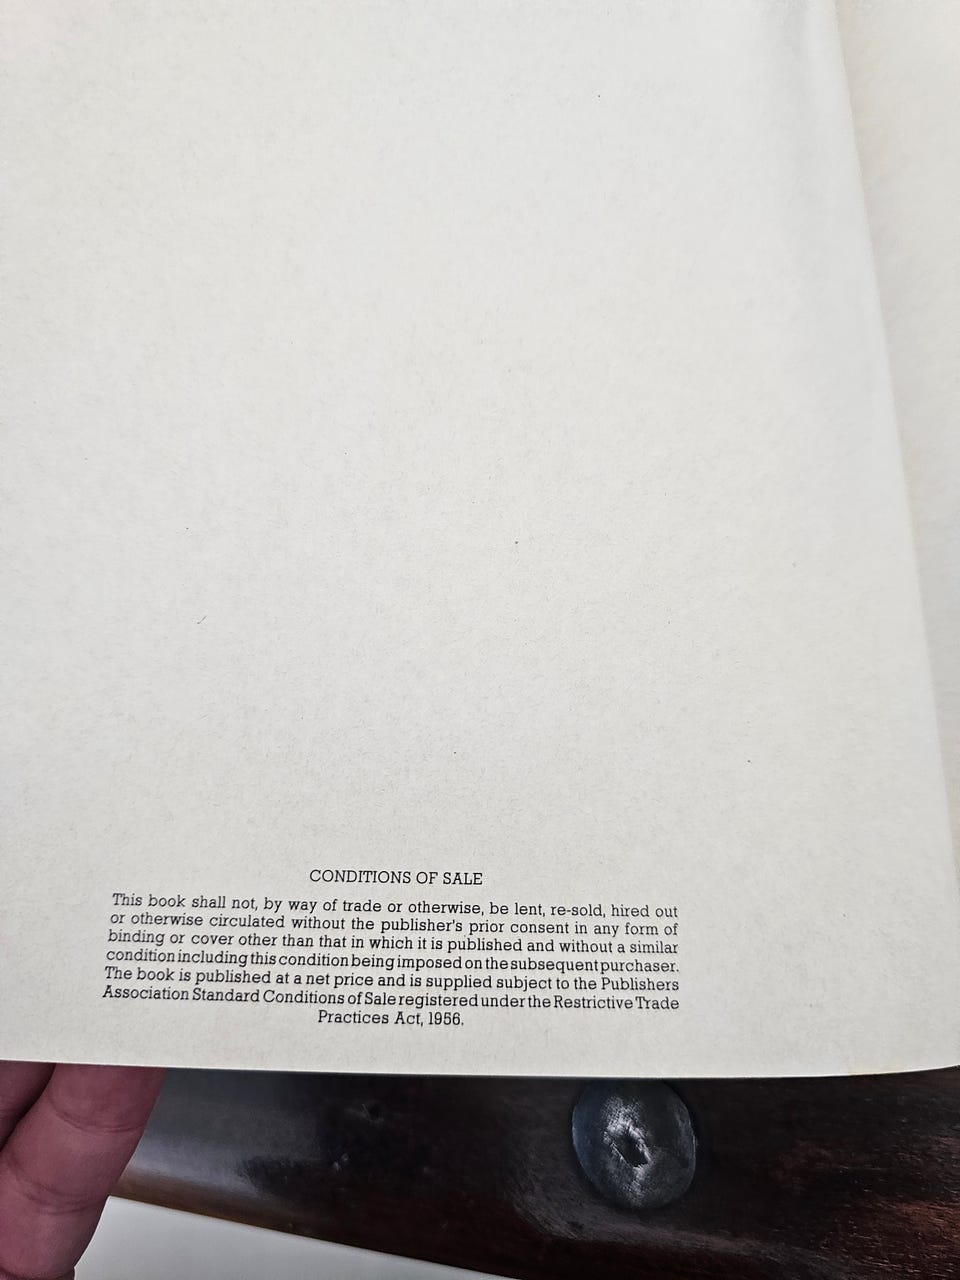 CONDITIONS OF SALE
This book shall not, by way of trade or otherwise, be lent, re-sold, hired out
or otherwise circulated without the publisher's prior consent in any form of
binding or cover other than that in which it is published and without a similar
condition including this condition being imposed on the subsequent purchaser.
The book is published at a net price and is supplied subject to the Publishers
Association Standard Conditions of Sale registered under the Restrictive Trade
Practices Act, 1956.